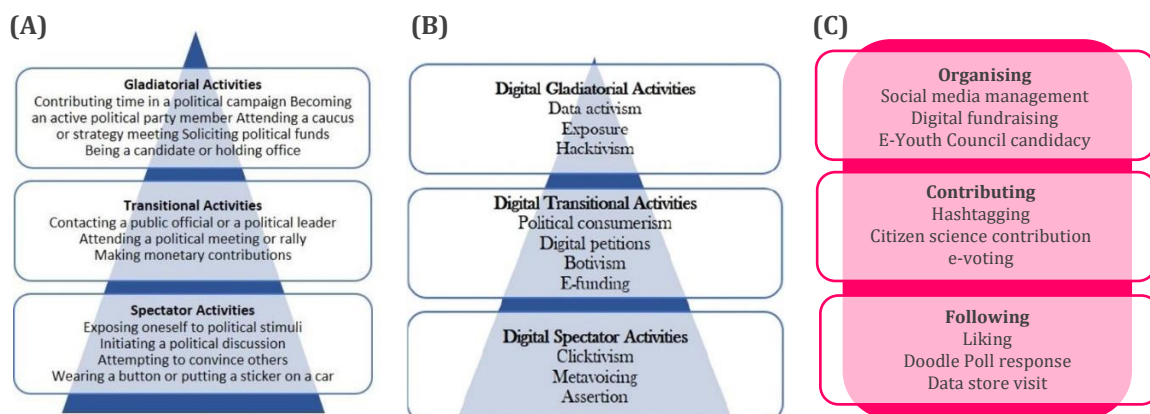 (A)
Gladiatorial Activities
Contributing time in a political campaign Becoming
an active political party member Attending a caucus
or strategy meeting Soliciting political funds
Being a candidate or holding office
Transitional Activities
Contacting a public official or a political leader
Attending a political meeting or rally
Making monetary contributions
Spectator Activities
Exposing oneself to political stimuli
Initiating a political discussion
Attempting to convince others
Wearing a button or putting a sticker on a car
(B)
Digital Gladiatorial Activities
Data activism
Exposure
Hacktivism
Digital Transitional Activities
Political consumerism
Digital petitions
Botivism
E-funding
Digital Spectator Activities
Clicktivism
Metavoicing
Assertion
(C)
Organising
Social media management
Digital fundraising
E-Youth Council candidacy
Contributing
Hashtagging
Citizen science contribution
e-voting
Following
Liking
Doodle Poll response
Data store visit